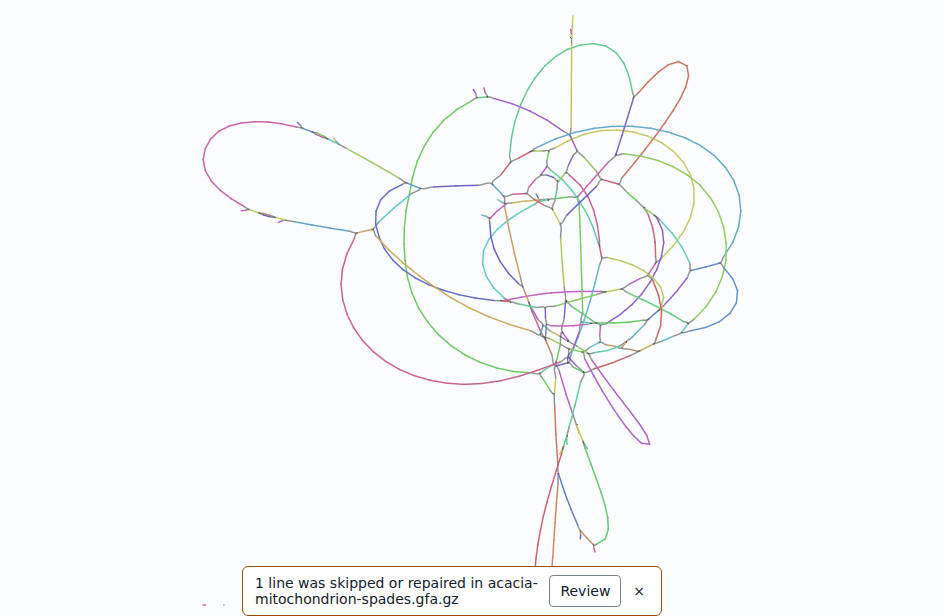 1 line was skipped or repaired in acacia-
mitochondrion-spades.gfa.gz
Review
×